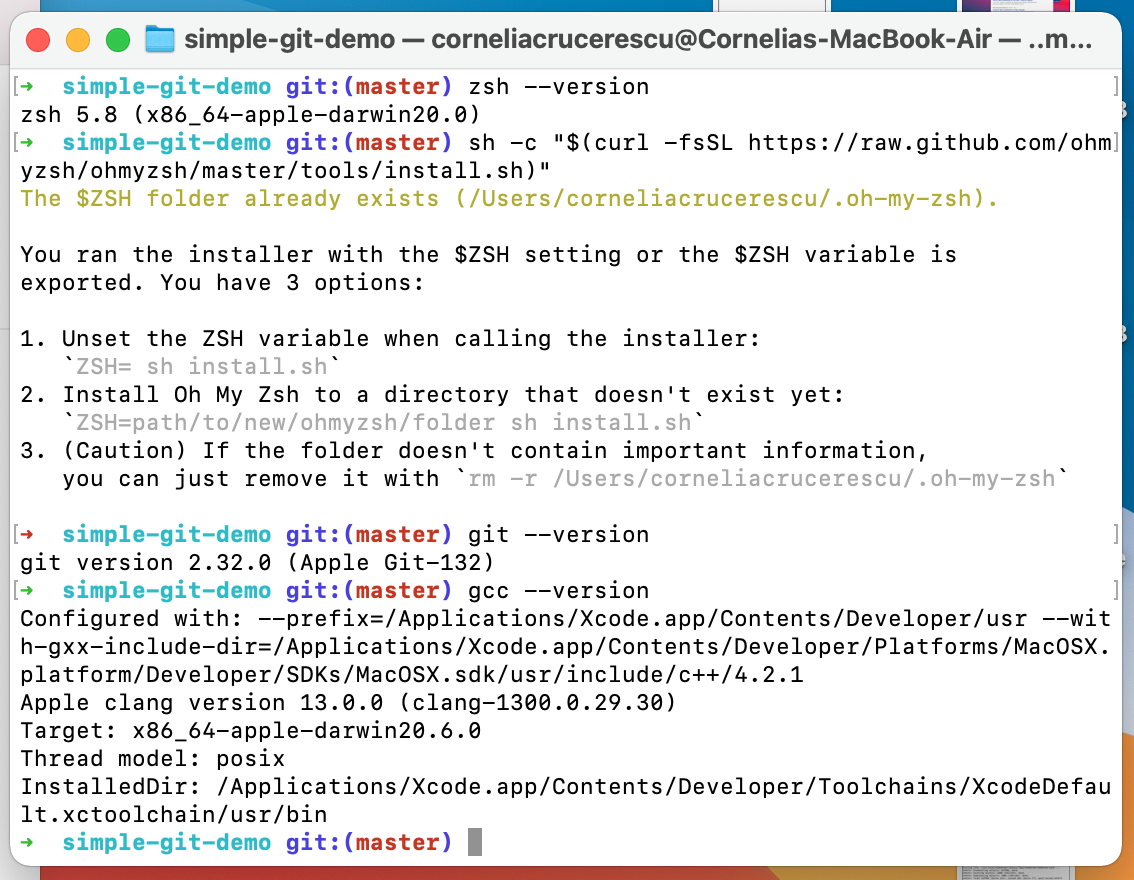 simple-git-demo — corneliacrucerescu@Cornelias-MacBook-Air — ..m...
[➜  simple-git-demo git:(master) zsh --version ]
zsh 5.8 (x86_64-apple-darwin20.0)
[➜  simple-git-demo git:(master) sh -c "$(curl -fsSL https://raw.github.com/ohm]
yzsh/ohmyzsh/master/tools/install.sh)"
The $ZSH folder already exists (/Users/corneliacrucerescu/.oh-my-zsh).
You ran the installer with the $ZSH setting or the $ZSH variable is
exported. You have 3 options:
1. Unset the ZSH variable when calling the installer:
`ZSH= sh install.sh`
2. Install Oh My Zsh to a directory that doesn't exist yet:
`ZSH=path/to/new/ohmyzsh/folder sh install.sh`
3. (Caution) If the folder doesn't contain important information,
you can just remove it with `rm -r /Users/corneliacrucerescu/.oh-my-zsh`
[➜  simple-git-demo git:(master) git --version ]
git version 2.32.0 (Apple Git-132)
[➜  simple-git-demo git:(master) gcc --version ]
Configured with: --prefix=/Applications/Xcode.app/Contents/Developer/usr --wit
h-gxx-include-dir=/Applications/Xcode.app/Contents/Developer/Platforms/MacOSX.
platform/Developer/SDKs/MacOSX.sdk/usr/include/c++/4.2.1
Apple clang version 13.0.0 (clang-1300.0.29.30)
Target: x86_64-apple-darwin20.6.0
Thread model: posix
InstalledDir: /Applications/Xcode.app/Contents/Developer/Toolchains/XcodeDefau
lt.xctoolchain/usr/bin
➜  simple-git-demo git:(master)